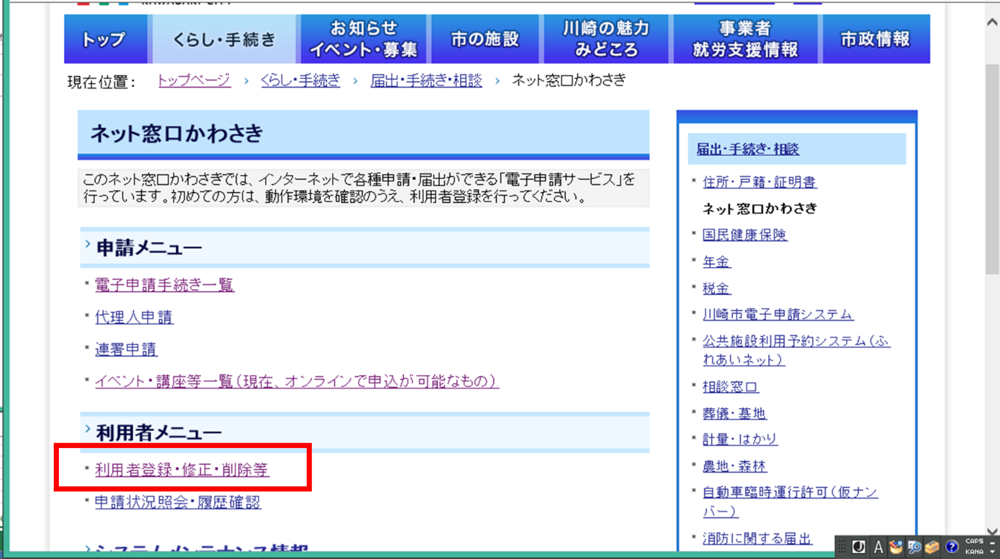 トップ
くらし・手続き
お知らせ
イベント・募集
市の施設
川崎の魅力
みどころ
事業者
就労支援情報
市政情報
現在位置: トップページ › くらし・手続き › 届出・手続き・相談 › ネット窓口かわさき
ネット窓口かわさき
このネット窓口かわさきでは、インターネットで各種申請・届出ができる「電子申請サービス」を
行っています。初めての方は、動作環境を確認のうえ、利用者登録を行ってください。
申請メニュー
電子申請手続き一覧
代理人申請
連署申請
イベント・講座等一覧(現在、オンラインで申込が可能なもの)
利用者メニュー
利用者登録・修正・削除等
申請状況照会・履歴確認
システムメンテナンス情報
届出・手続き・相談
住所・戸籍・証明書
ネット窓口かわさき
国民健康保険
年金
税金
川崎市電子申請システム
公共施設利用予約システム(ふ
れあいネット)
相談窓口
葬儀・墓地
計量・はかり
農地・森林
自動車臨時運行許可(仮ナン
バー)
消防に関する届出
A
CAPS
KANA